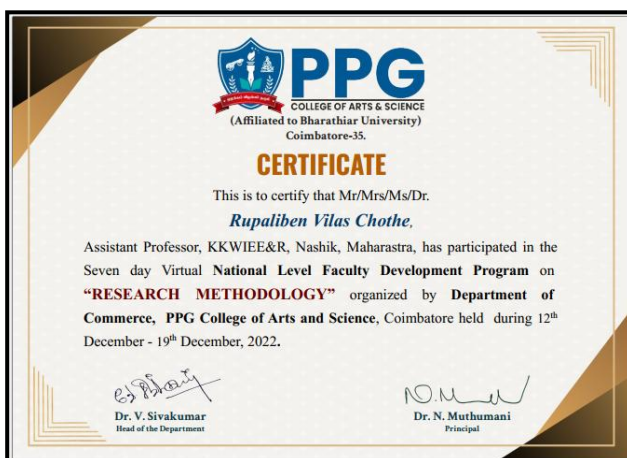 PPG
COLLEGE OF ARTS & SCIENCE
(Affiliated to Bharathiar University)
Coimbatore-35.
CERTIFICATE
This is to certify that Mr/Mrs/Ms/Dr.
Rupaliben Vilas Chothe,
Assistant Professor, KKWIEE&R, Nashik, Maharastra, has participated in the
Seven day Virtual National Level Faculty Development Program on
“RESEARCH METHODOLOGY” organized by Department of
Commerce, PPG College of Arts and Science, Coimbatore held during 12th
December - 19th December, 2022.
Dr. V. Sivakumar
Head of the Department
Dr. N. Muthumani
Principal